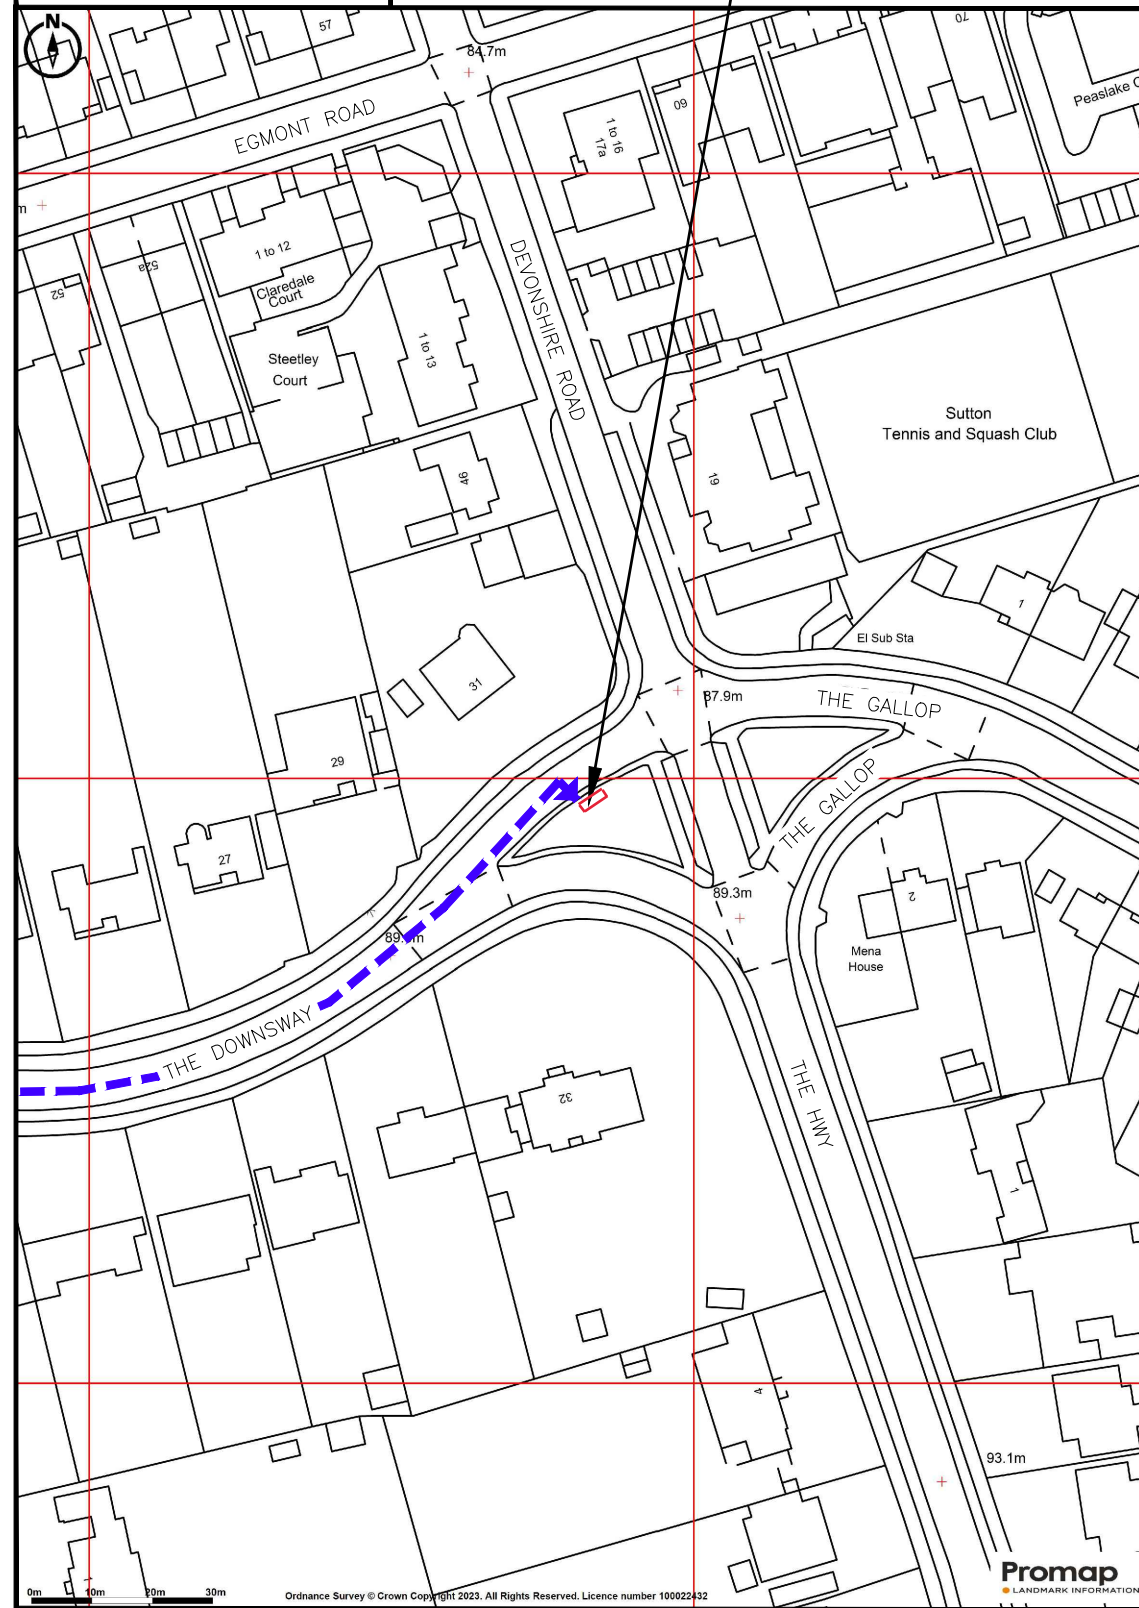 N
57
84.7m
70
Peaslake C
EGMONT ROAD
1 to 16
17a
60
m
1 to 12
Claredale
Court
52a
52
DEVONSHIRE ROAD
Steetley
Court
1 to 13
Sutton
Tennis and Squash Club
46
19
1
El Sub Sta
31
87.9m
THE GALLOP
29
THE GALLOP
27
89.3m
2
Mena
House
THE DOWNSWAY
32
THE HWY
1
4
93.1m
1
0m 10m 20m 30m
Ordnance Survey © Crown Copyright 2023. All Rights Reserved. Licence number 100022432
Promap
LANDMARK INFORMATION